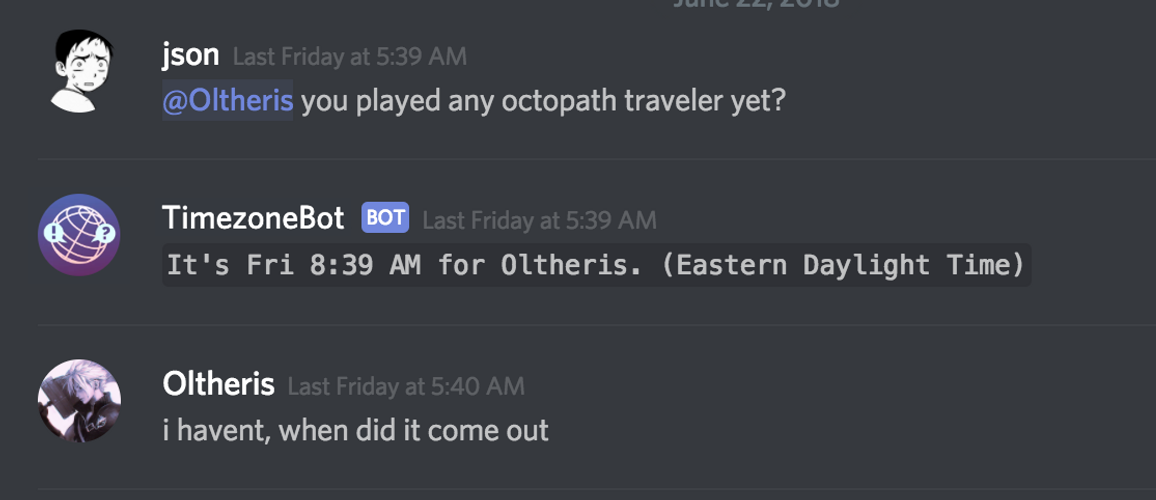 June 22, 2018
json Last Friday at 5:39 AM
@Oltheris you played any octopath traveler yet?
TimezoneBot BOT Last Friday at 5:39 AM
It's Fri 8:39 AM for Oltheris. (Eastern Daylight Time)
Oltheris Last Friday at 5:40 AM
i havent, when did it come out